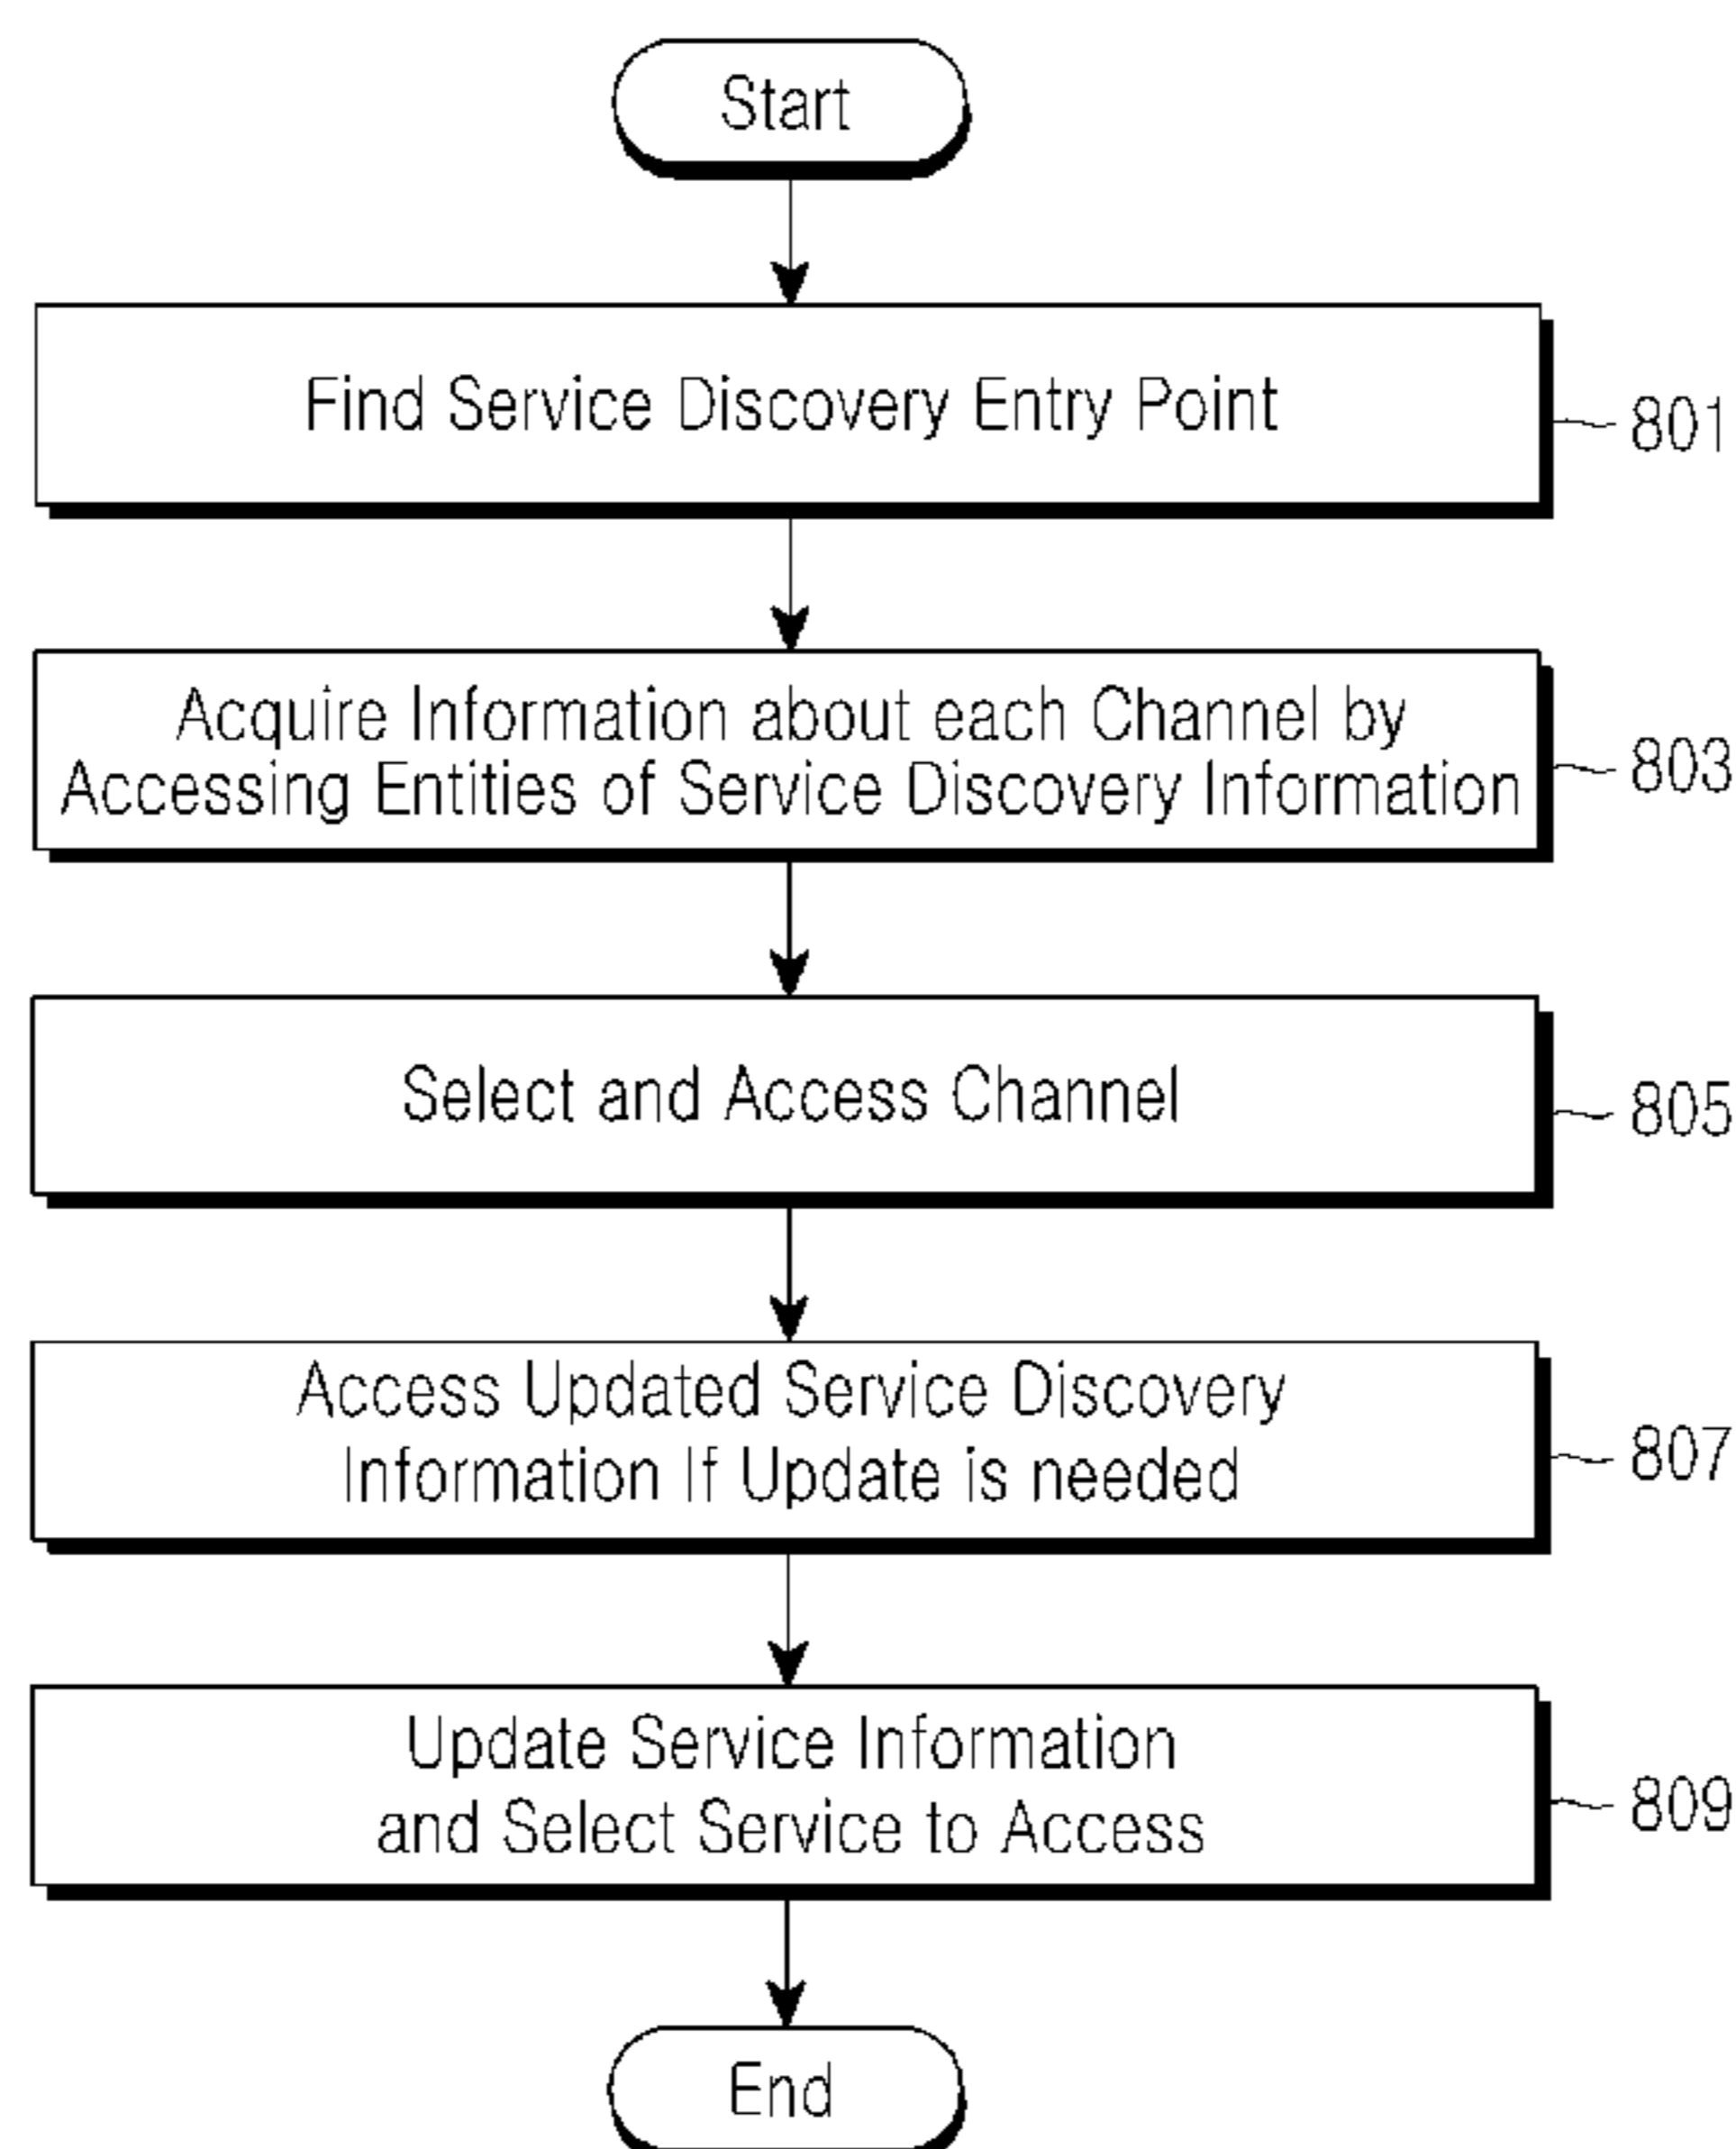 Start
Find Service Discovery Entry Point
801
Acquire Information about each Channel by
Accessing Entities of Service Discovery Information
803
Select and Access Channel
805
Access Updated Service Discovery
Information If Update is needed
807
Update Service Information
and Select Service to Access
809
End